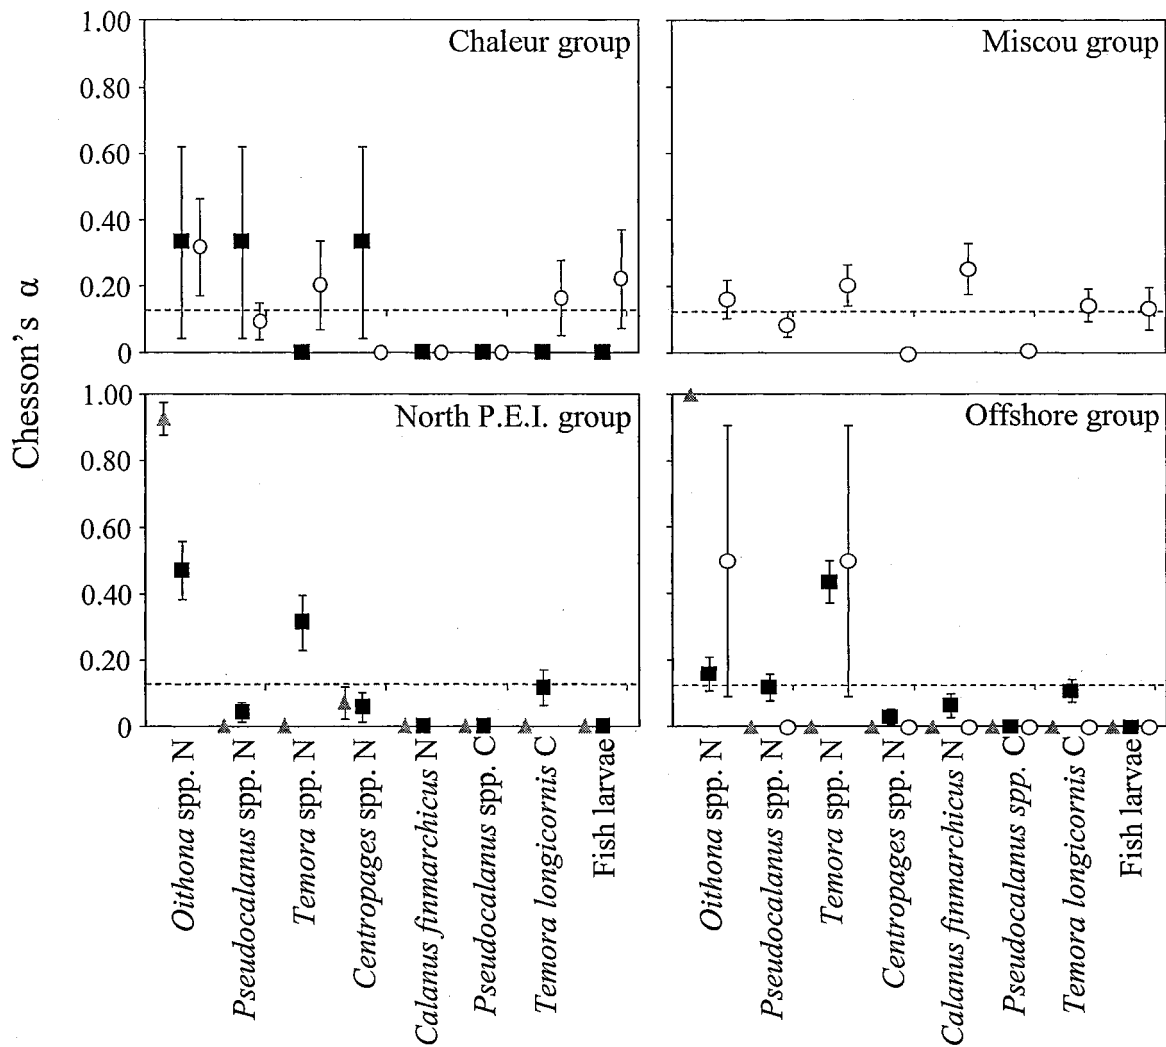 Chesson's α
1.00
0.80
0.60
0.40
0.20
0
Chaleur group
Miscou group
1.00
0.80
0.60
0.40
0.20
0
North P.E.I. group
Offshore group
Oithona spp. N
Pseudocalanus spp. N
Temora spp. N
Centropages spp. N
Calanus finmarchicus N
Pseudocalanus spp. C
Temora longicornis C
Fish larvae
Oithona spp. N
Pseudocalanus spp. N
Temora spp. N
Centropages spp. N
Calanus finmarchicus N
Pseudocalanus spp. C
Temora longicornis C
Fish larvae